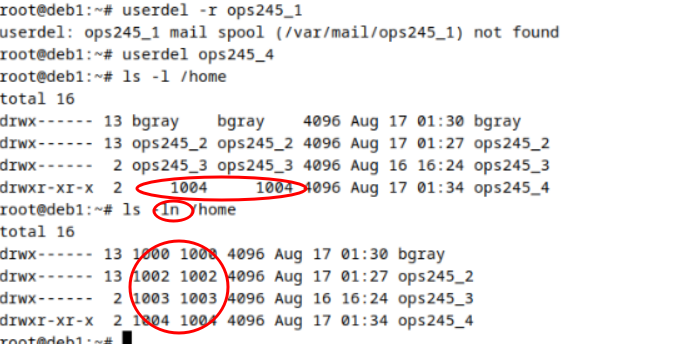 root@deb1:~# userdel -r ops245_1
userdel: ops245_1 mail spool (/var/mail/ops245_1) not found
root@deb1:~# userdel ops245_4
root@deb1:~# ls -l /home
total 16
drwx------ 13 bgray    bgray    4096 Aug 17 01:30 bgray
drwx------ 13 ops245_2 ops245_2 4096 Aug 17 01:27 ops245_2
drwx------  2 ops245_3 ops245_3 4096 Aug 16 16:24 ops245_3
drwxr-xr-x  2     1004     1004 4096 Aug 17 01:34 ops245_4
root@deb1:~# ls -ln /home
total 16
drwx------ 13 1000 1000 4096 Aug 17 01:30 bgray
drwx------ 13 1002 1002 4096 Aug 17 01:27 ops245_2
drwx------  2 1003 1003 4096 Aug 16 16:24 ops245_3
drwxr-xr-x  2 1004 1004 4096 Aug 17 01:34 ops245_4
root@deb1:~#